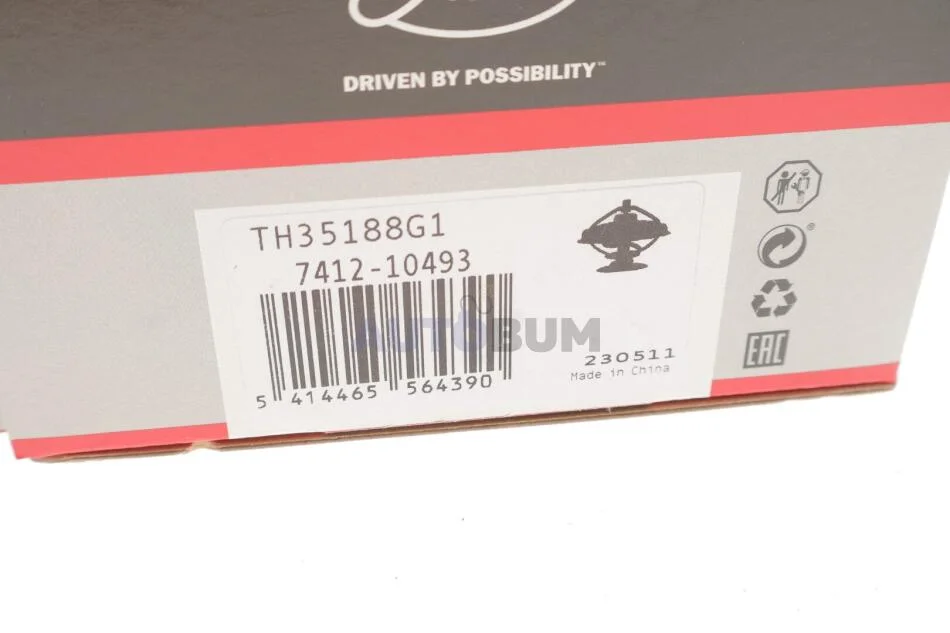 DRIVEN BY POSSIBILITY™
TH35188G1
7412-10493
AUTOBUM
5 414465 564390
230511
Made in China
®
EAC